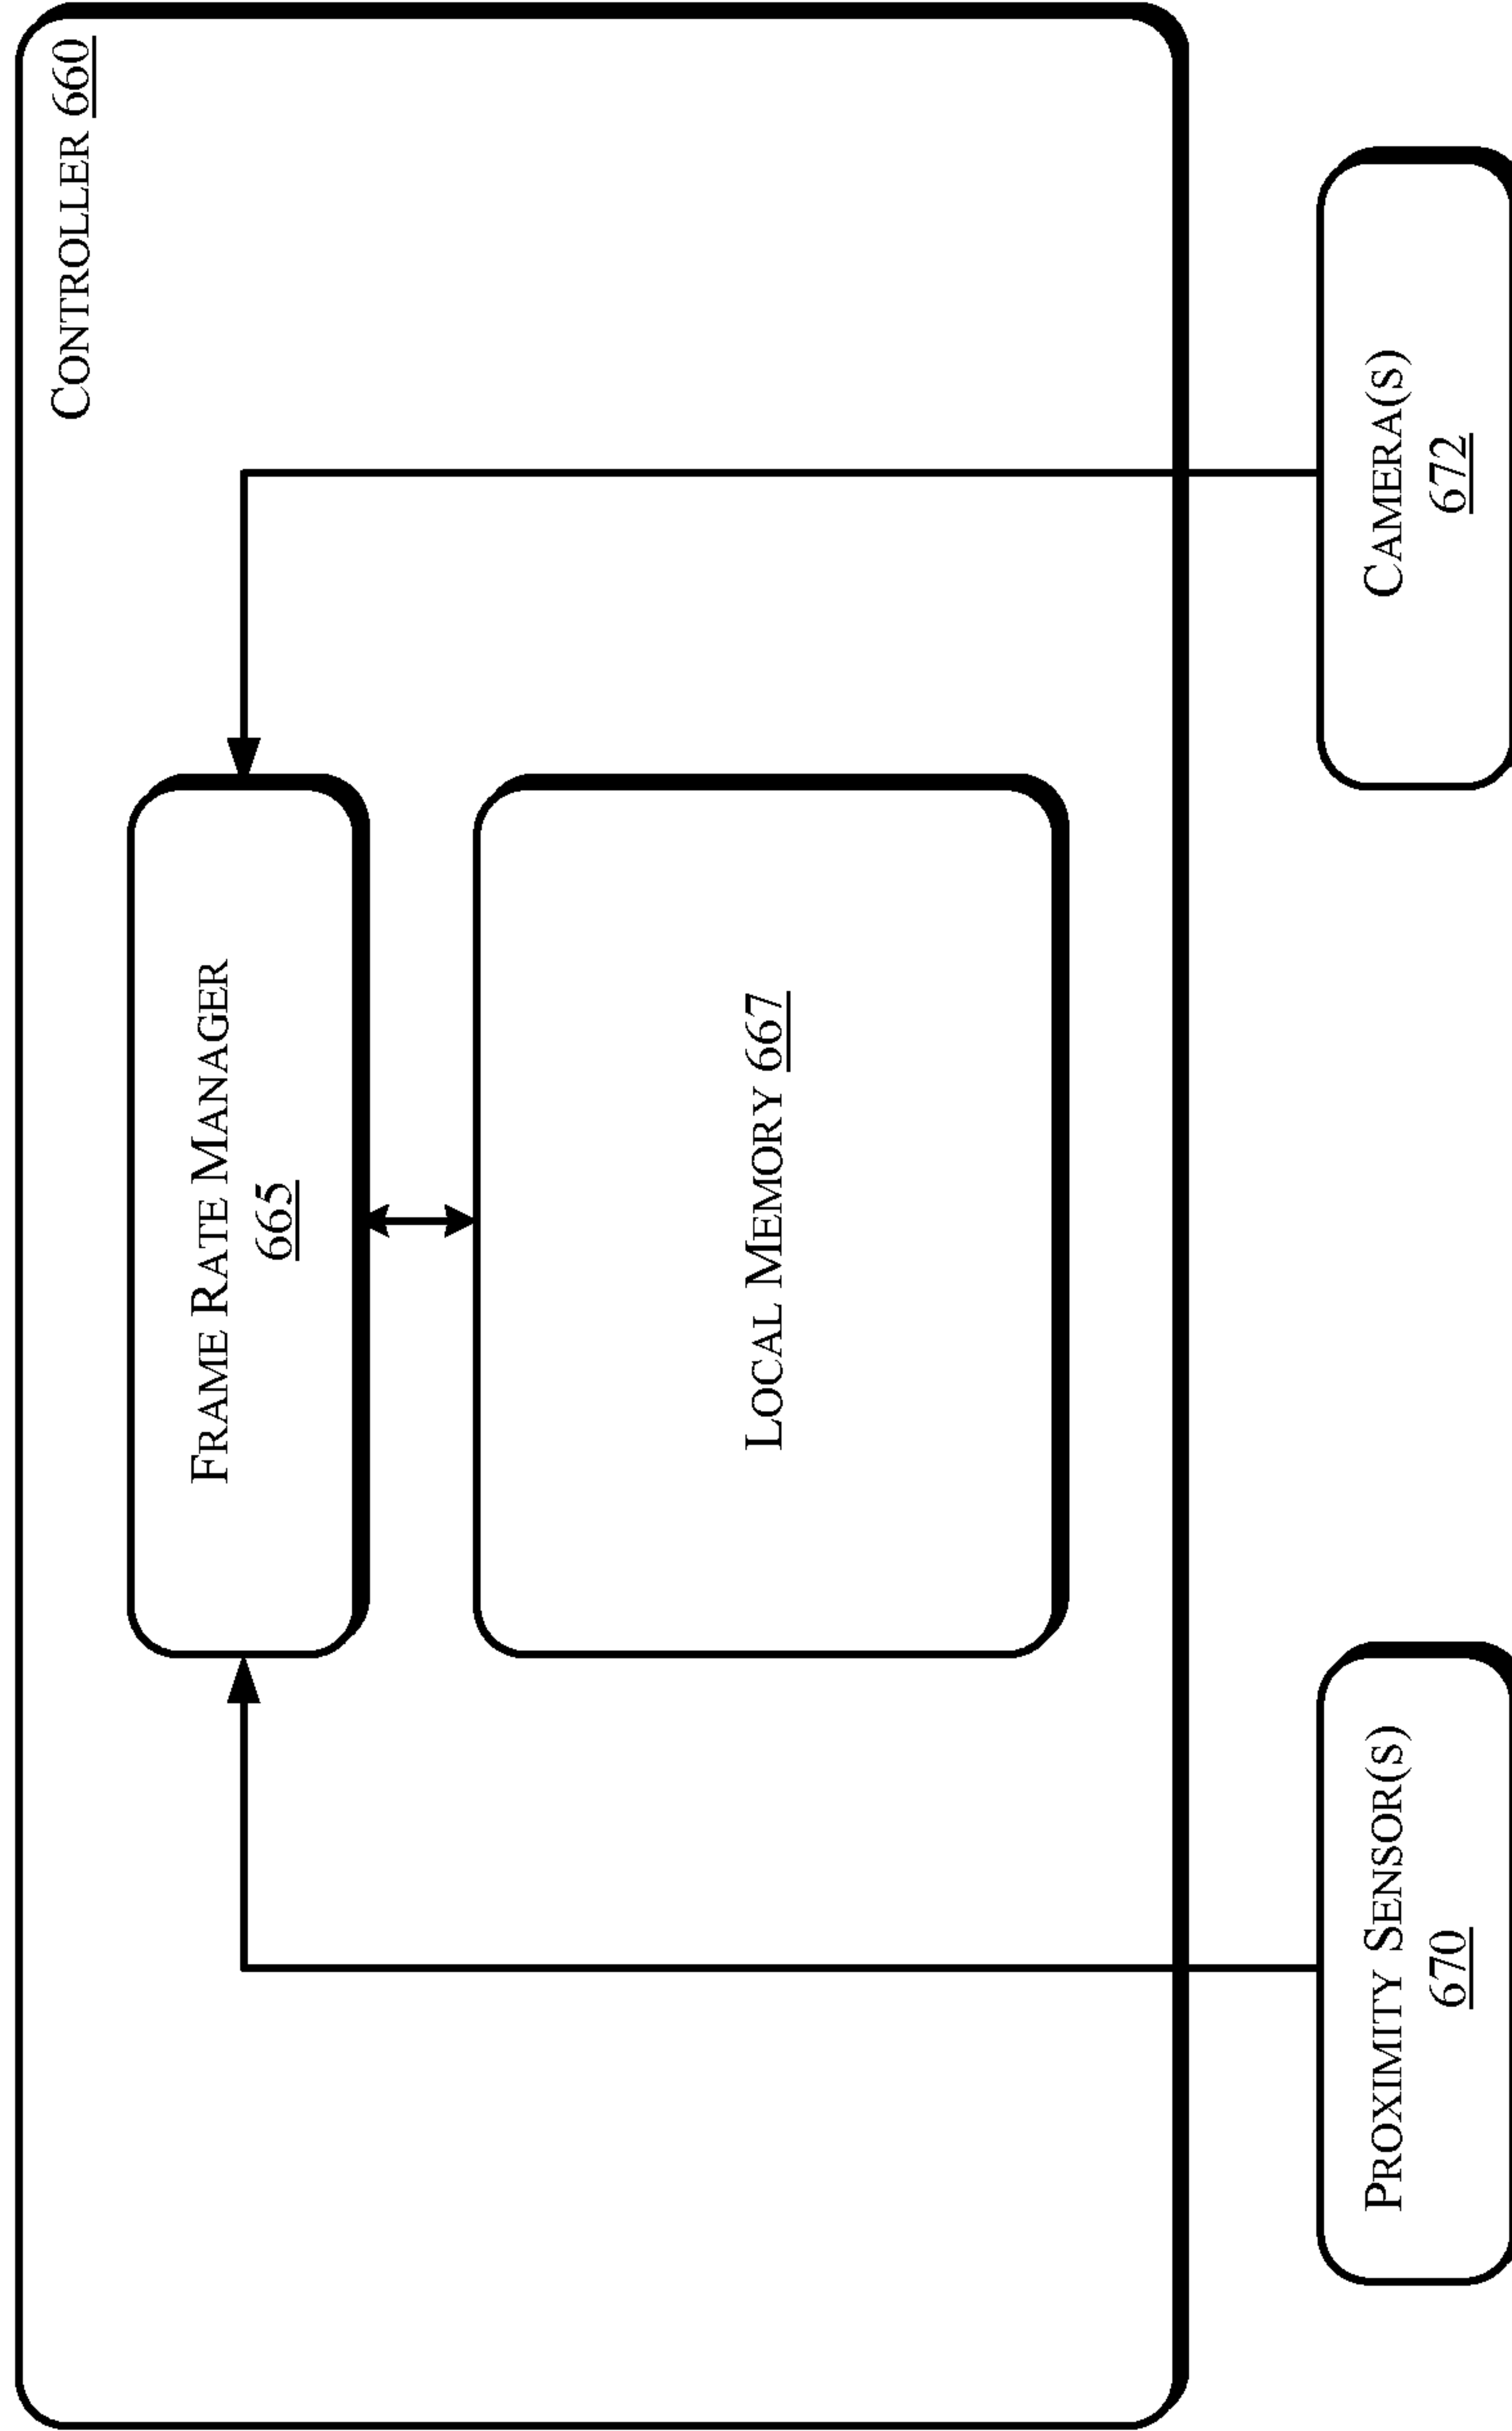 CONTROLLER 660
FRAME RATE MANAGER
665
LOCAL MEMORY 667
PROXIMITY SENSOR(S)
670
CAMERA(S)
672